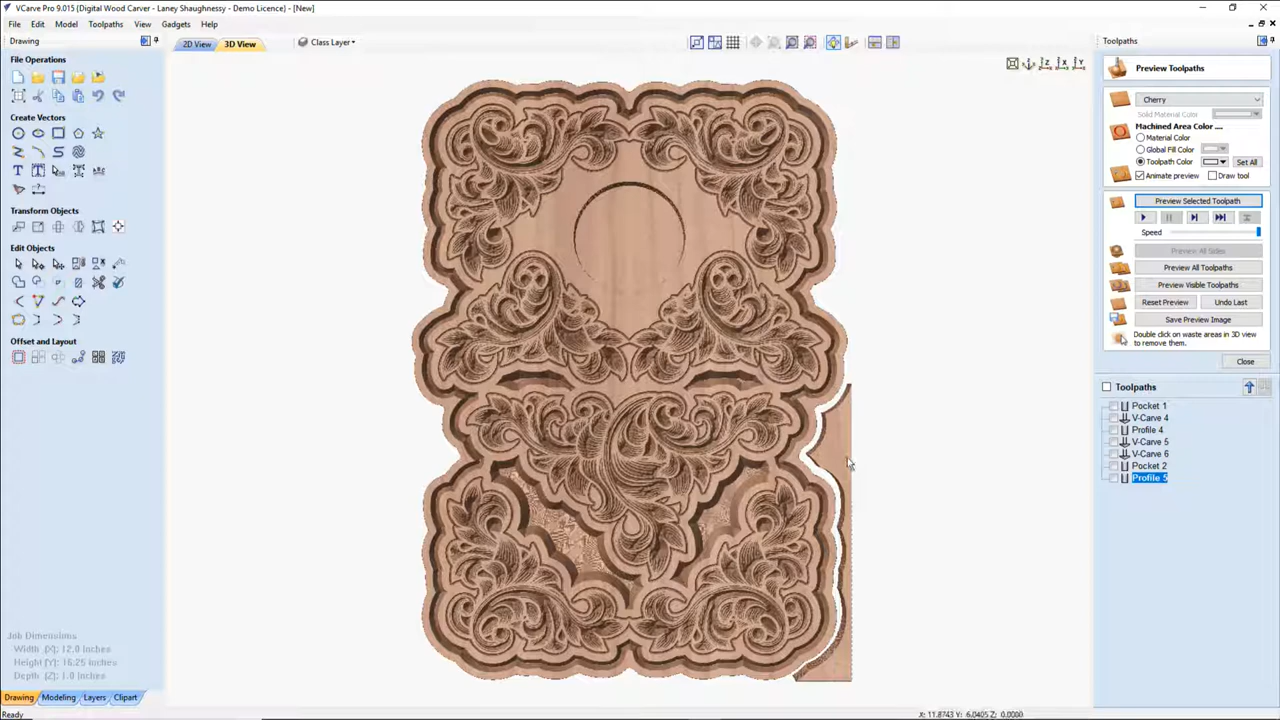 VCarve Pro 9.015 {Digital Wood Carver - Laney Shaughnessy - Demo Licence} - [New]
File Edit Model Toolpaths View Gadgets Help
Drawing
2D View 3D View Class Layer
Toolpaths
File Operations
Create Vectors
Transform Objects
Edit Objects
Offset and Layout
Job Dimensions
Width (X): 12.0 inches
Height (Y): 16.25 inches
Depth (Z): 1.0 inches
Drawing Modeling Layers Clipart
Ready
Preview Toolpaths
Cherry
Solid Material Color
Machined Area Color ....
Material Color
Global Fill Color
Toolpath Color Set All
Animate preview Draw tool
Preview Selected Toolpath
Speed
Preview All Sides
Preview All Toolpaths
Preview Visible Toolpaths
Reset Preview Undo Last
Save Preview Image
Double click on waste areas in 3D view
to remove them.
Close
Toolpaths
Pocket 1
V-Carve 4
Profile 4
V-Carve 5
V-Carve 6
Pocket 2
Profile 5
X: 11.8743 Y: 6.0405 Z: 0.0000